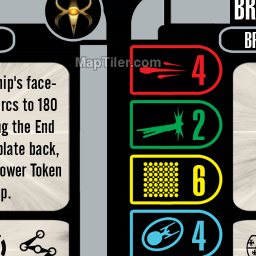 BR
MapTiler.com
BR
hip's face-
rcs to 180
ng the End
plate back,
ower Token
p.
4
2
6
4